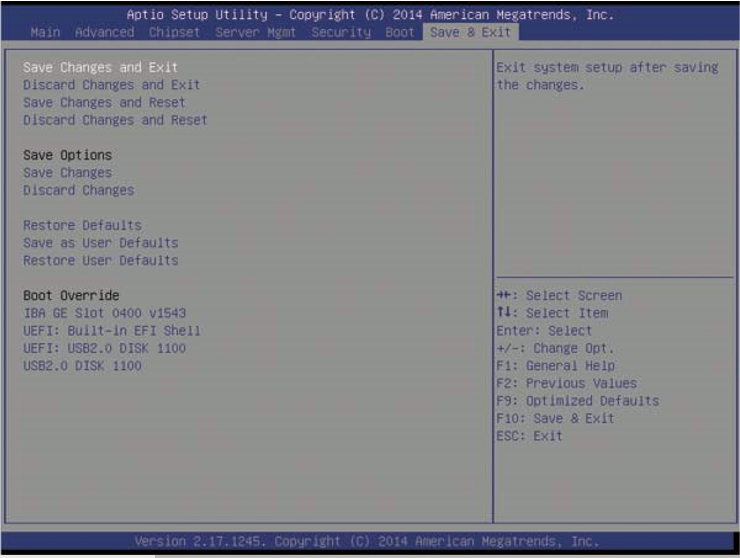 Aptio Setup Utility - Copyright (C) 2014 American Megatrends, Inc.
Main Advanced Chipset Server Mgmt Security Boot Save & Exit
Save Changes and Exit
Discard Changes and Exit
Save Changes and Reset
Discard Changes and Reset
Save Options
Save Changes
Discard Changes
Restore Defaults
Save as User Defaults
Restore User Defaults
Boot Override
IBA GE Slot 0400 v1543
UEFI: Built-in EFI Shell
UEFI: USB2.0 DISK 1100
USB2.0 DISK 1100
Exit system setup after saving
the changes.
→←: Select Screen
↑↓: Select Item
Enter: Select
+/-: Change Opt.
F1: General Help
F2: Previous Values
F9: Optimized Defaults
F10: Save & Exit
ESC: Exit
Version 2.17.1245. Copyright (C) 2014 American Megatrends, Inc.